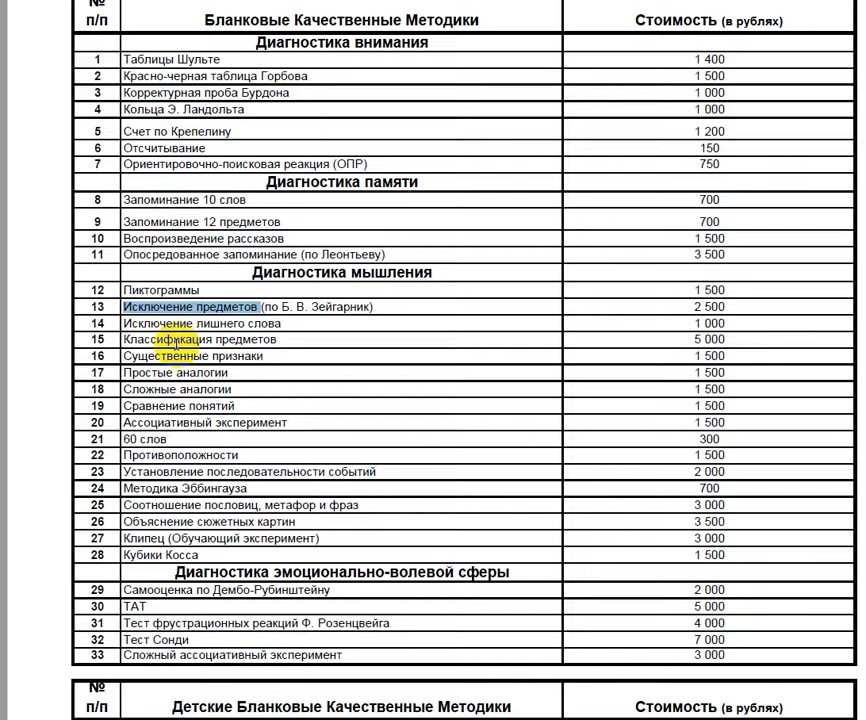 №
п/п Бланковые Качественные Методики Стоимость (в рублях)
Диагностика внимания
1 Таблицы Шульте 1 400
2 Красно-черная таблица Горбова 1 500
3 Корректурная проба Бурдона 1 000
4 Кольца Э. Ландольта 1 000
5 Счет по Крепелину 1 200
6 Отсчитывание 150
7 Ориентировочно-поисковая реакция (ОПР) 750
Диагностика памяти
8 Запоминание 10 слов 700
9 Запоминание 12 предметов 700
10 Воспроизведение рассказов 1 500
11 Опосредованное запоминание (по Леонтьеву) 3 500
Диагностика мышления
12 Пиктограммы 1 500
13 Исключение предметов (по Б. В. Зейгарник) 2 500
14 Исключение лишнего слова 1 000
15 Классификация предметов 5 000
16 Существенные признаки 1 500
17 Простые аналогии 1 500
18 Сложные аналогии 1 500
19 Сравнение понятий 1 500
20 Ассоциативный эксперимент 1 500
21 60 слов 300
22 Противоположности 1 500
23 Установление последовательности событий 2 000
24 Методика Эббингауза 700
25 Соотношение пословиц, метафор и фраз 3 000
26 Объяснение сюжетных картин 3 500
27 Клипец (Обучающий эксперимент) 3 000
28 Кубики Косса 1 500
Диагностика эмоционально-волевой сферы
29 Самооценка по Дембо-Рубинштейну 2 000
30 ТАТ 5 000
31 Тест фрустрационных реакций Ф. Розенцвейга 4 000
32 Тест Сонди 7 000
33 Сложный ассоциативный эксперимент 3 000
№
п/п Детские Бланковые Качественные Методики Стоимость (в рублях)